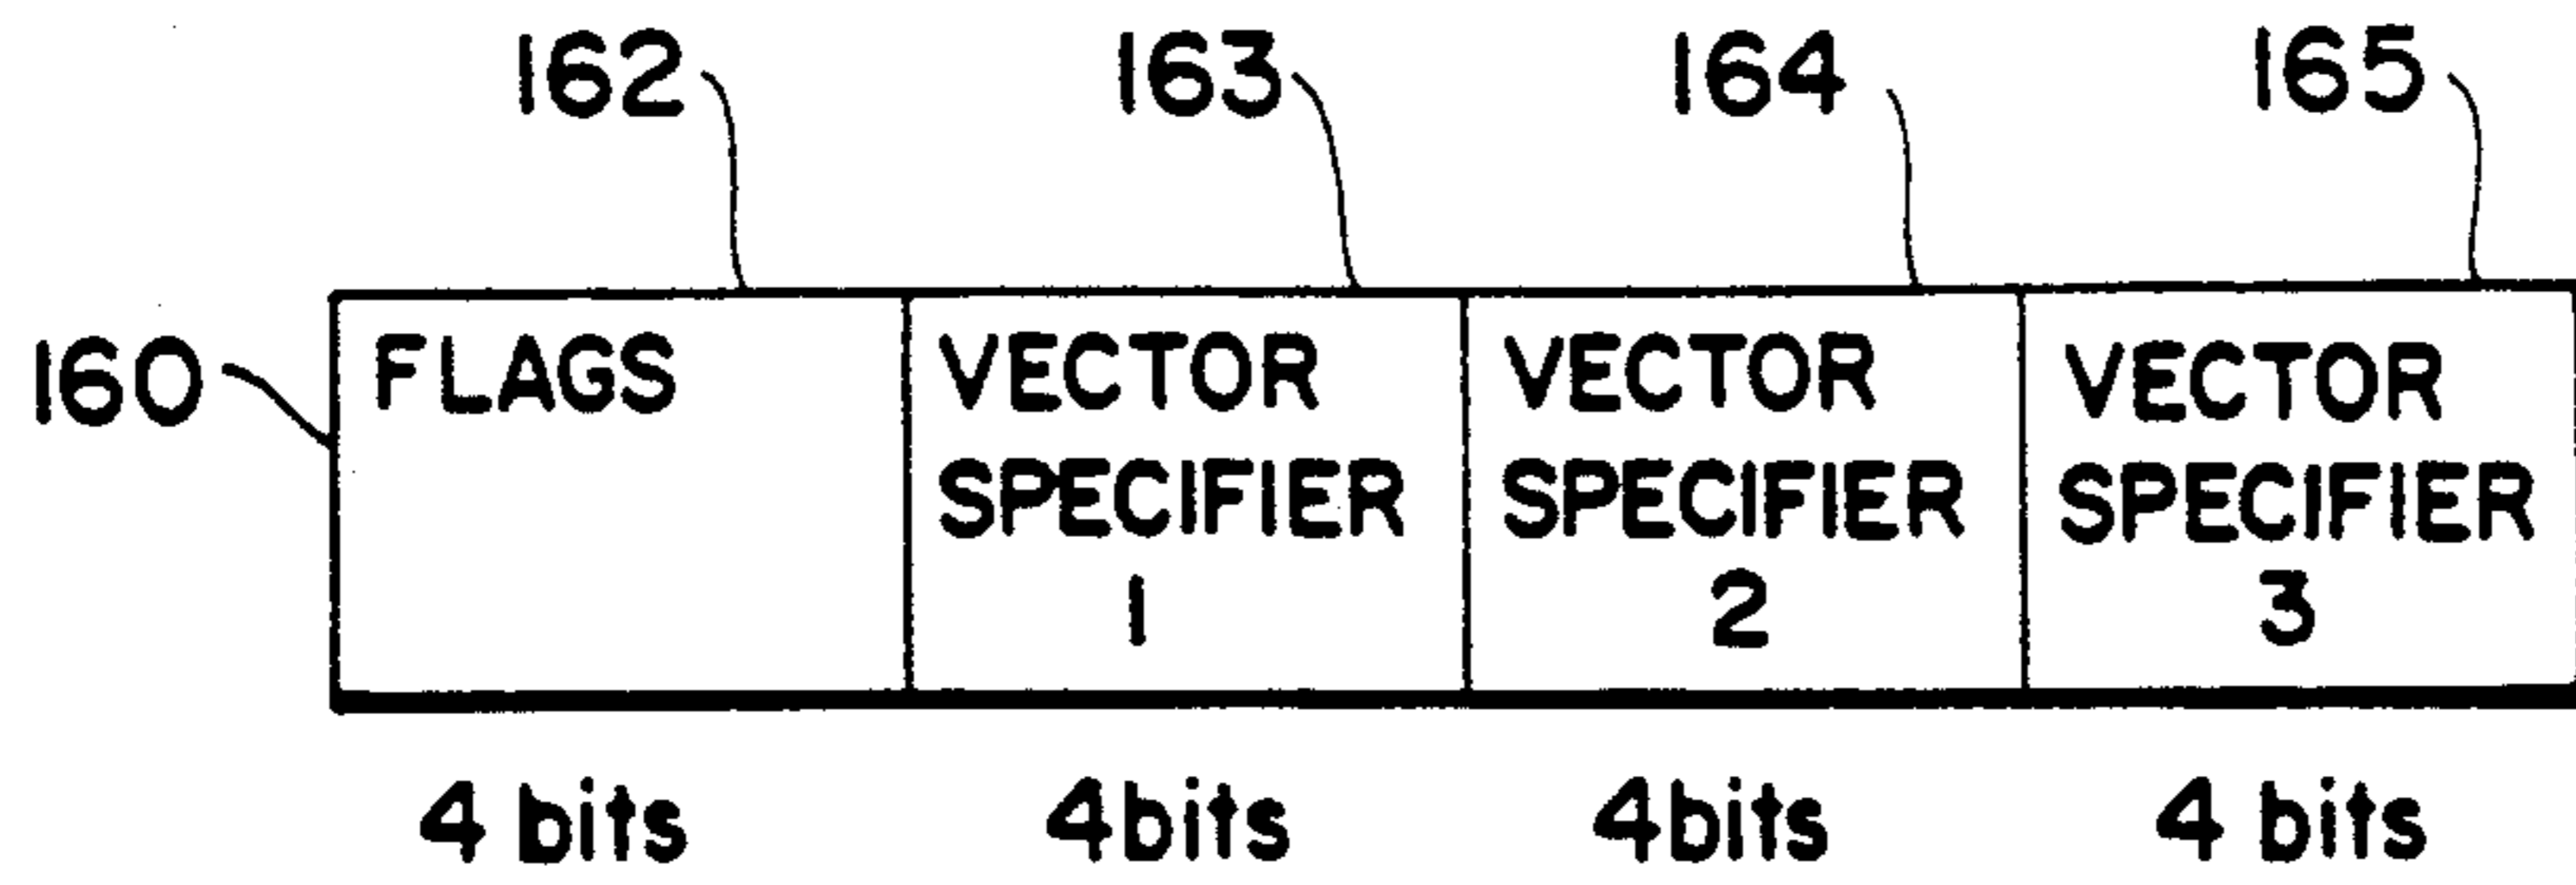 162 163 164 165
160
FLAGS
VECTOR SPECIFIER 1
VECTOR SPECIFIER 2
VECTOR SPECIFIER 3
4 bits 4bits 4bits 4 bits